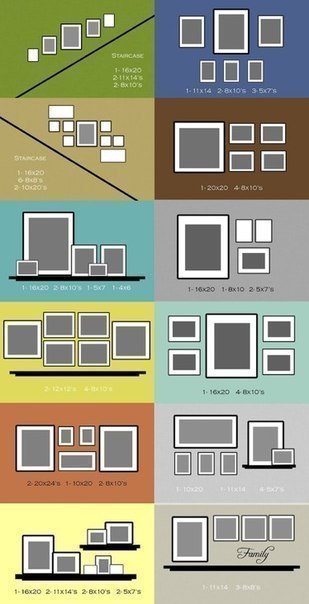 STAIRCASE
1-16x20
2-11x14's
2-8x10's
1-11x14 2-8x10's 3-5x7's
STAIRCASE
1-16x20
6-8x8's
2-10x20's
1-20x20 4-8x10's
1-16x20 2-8x10's 1-5x7 1-4x6
1-16x20 1-8x10 2-5x7's
2-12x12's 4-8x10's
1-16x20 4-8x10's
2-20x24's 1-10x20 2-8x10's
1-10x20 1-11x14 4-5x7's
1-16x20 2-11x14's 2-8x10's 2-5x7's
Family
1-11x14 3-8x8's